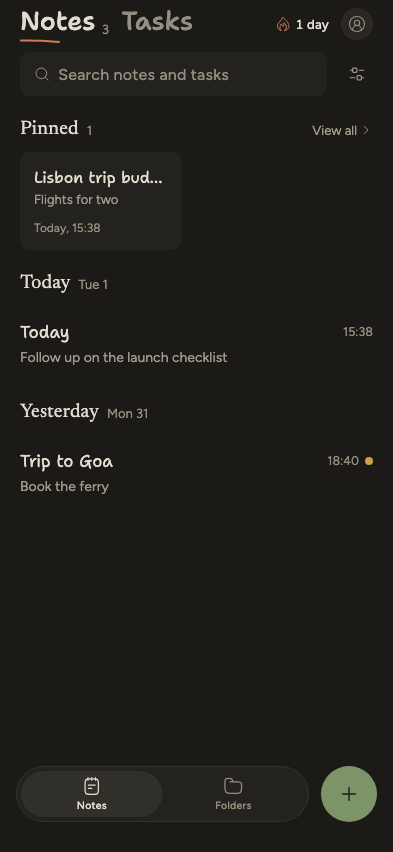 Notes 3 Tasks 1 day
Search notes and tasks
Pinned 1 View all
Lisbon trip bud...
Flights for two
Today, 15:38
Today Tue 1
Today 15:38
Follow up on the launch checklist
Yesterday Mon 31
Trip to Goa 18:40
Book the ferry
Notes Folders